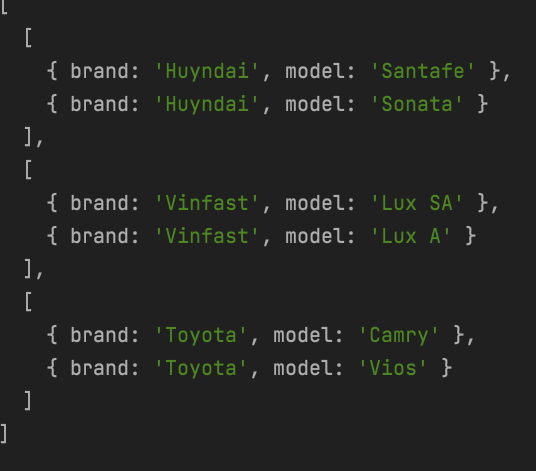 [
  [
    { brand: 'Huyndai', model: 'Santafe' },
    { brand: 'Huyndai', model: 'Sonata' }
  ],
  [
    { brand: 'Vinfast', model: 'Lux SA' },
    { brand: 'Vinfast', model: 'Lux A' }
  ],
  [
    { brand: 'Toyota', model: 'Camry' },
    { brand: 'Toyota', model: 'Vios' }
  ]
]